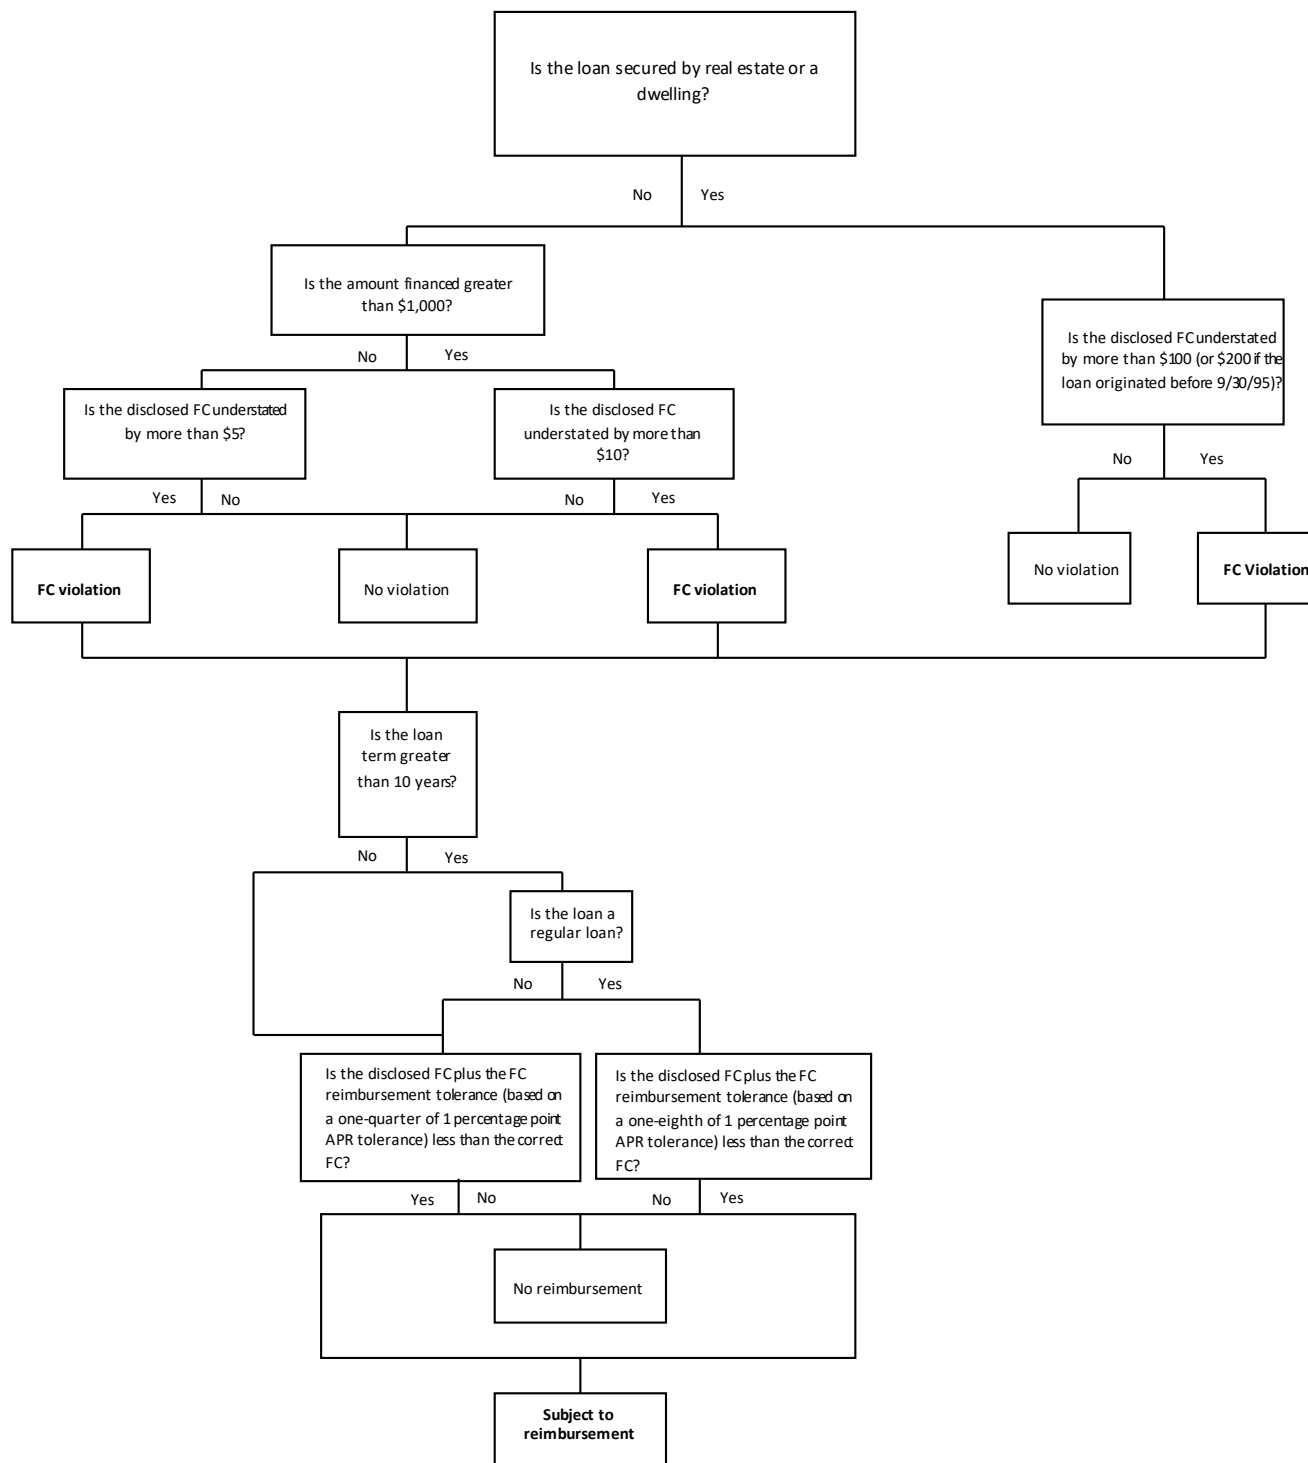 Is the loan secured by real estate or a
dwelling?
No
Yes
Is the amount financed greater
than $1,000?
Is the disclosed FC understated
by more than $100 (or $200 if the
loan originated before 9/30/95)?
No
Yes
Is the disclosed FC understated
by more than $5?
Is the disclosed FC
understated by more than
$10?
No
Yes
Yes
No
No
Yes
FC violation
No violation
FC violation
No violation
FC Violation
Is the loan
term greater
than 10 years?
No
Yes
Is the loan a
regular loan?
No
Yes
Is the disclosed FC plus the FC
reimbursement tolerance (based on
a one-quarter of 1 percentage point
APR tolerance) less than the correct
FC?
Is the disclosed FC plus the FC
reimbursement tolerance (based on
a one-eighth of 1 percentage point
APR tolerance) less than the correct
FC?
Yes
No
No
Yes
No reimbursement
Subject to
reimbursement